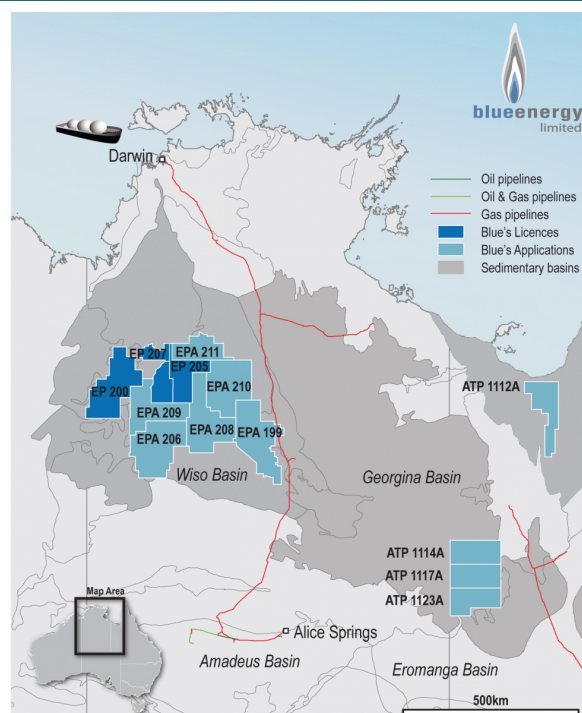 blueenergy
limited
Darwin
Oil pipelines
Oil & Gas pipelines
Gas pipelines
Blue's Licences
Blue's Applications
Sedimentary basins
EP 207
EPA 211
EP 205
EP 200
EPA 210
ATP 1112A
EPA 209
EPA 208
EPA 199
EPA 206
Wiso Basin
Georgina Basin
ATP 1114A
ATP 1117A
ATP 1123A
Map Area
Alice Springs
Amadeus Basin
Eromanga Basin
500km